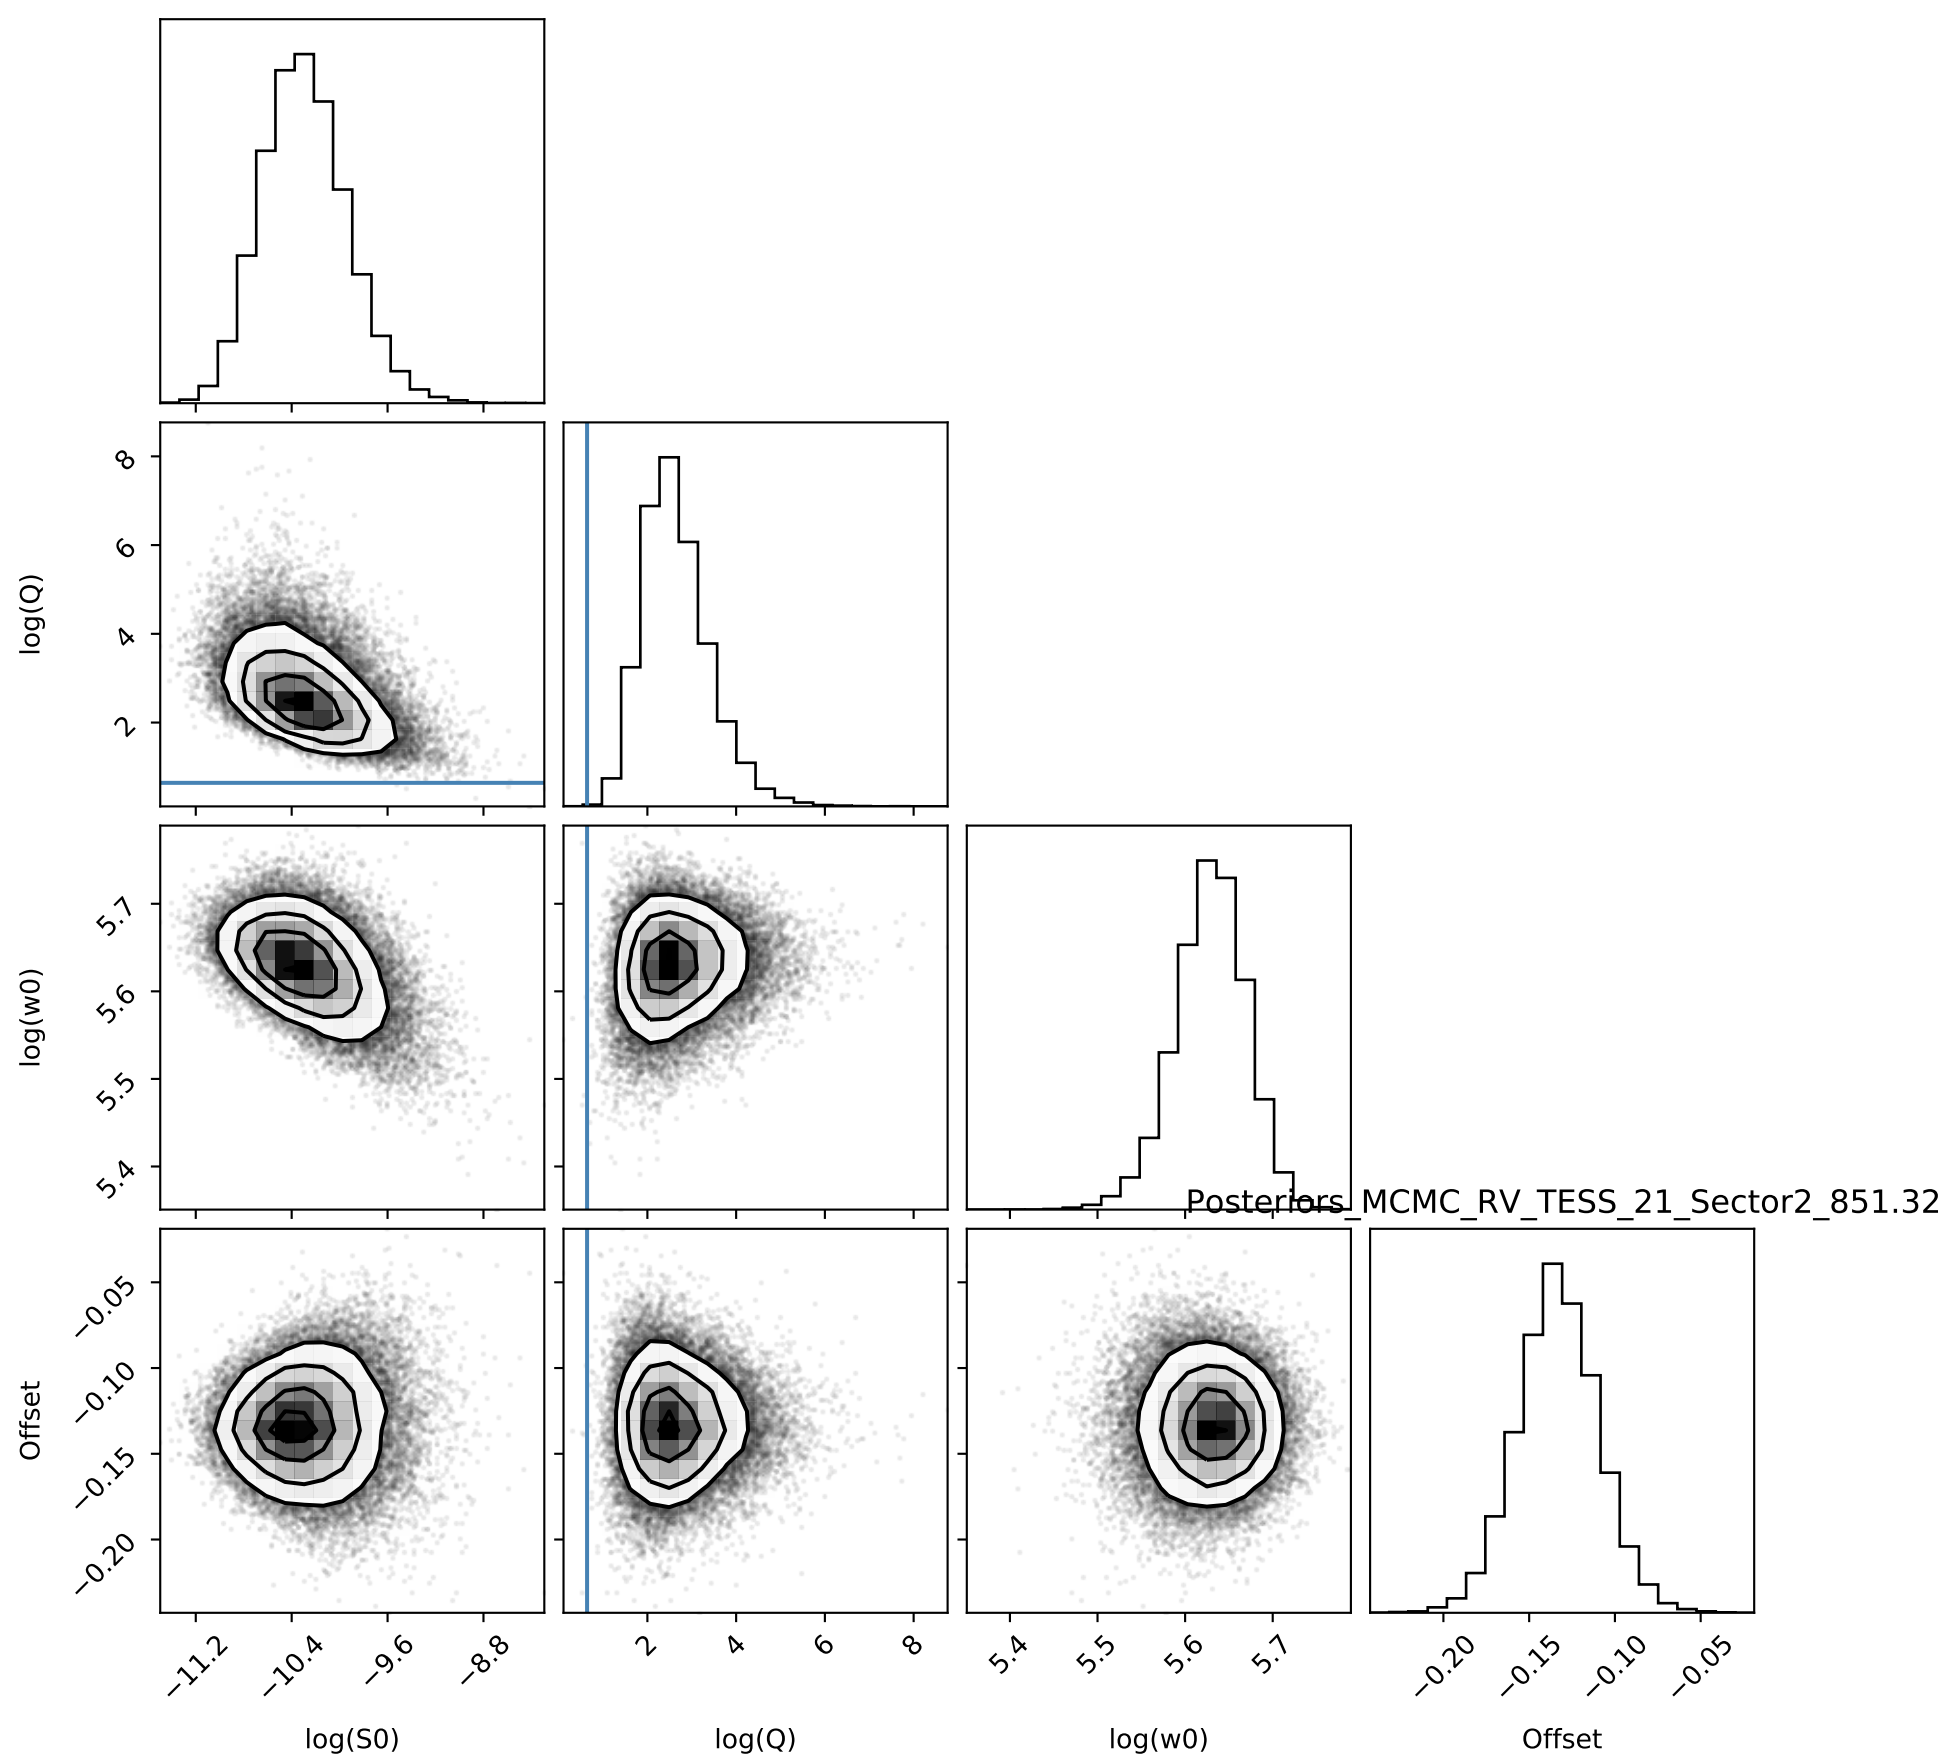 8
6
4
2
log(Q)
5.7
5.6
5.5
5.4
log(w0)
Posteriors_MCMC_RV_TESS_21_Sector2_851.32
−0.05
−0.10
−0.15
−0.20
Offset
−11.2 −10.4 −9.6 −8.8 2 4 6 8 5.4 5.5 5.6 5.7 −0.20 −0.15 −0.10 −0.05
log(S0) log(Q) log(w0) Offset